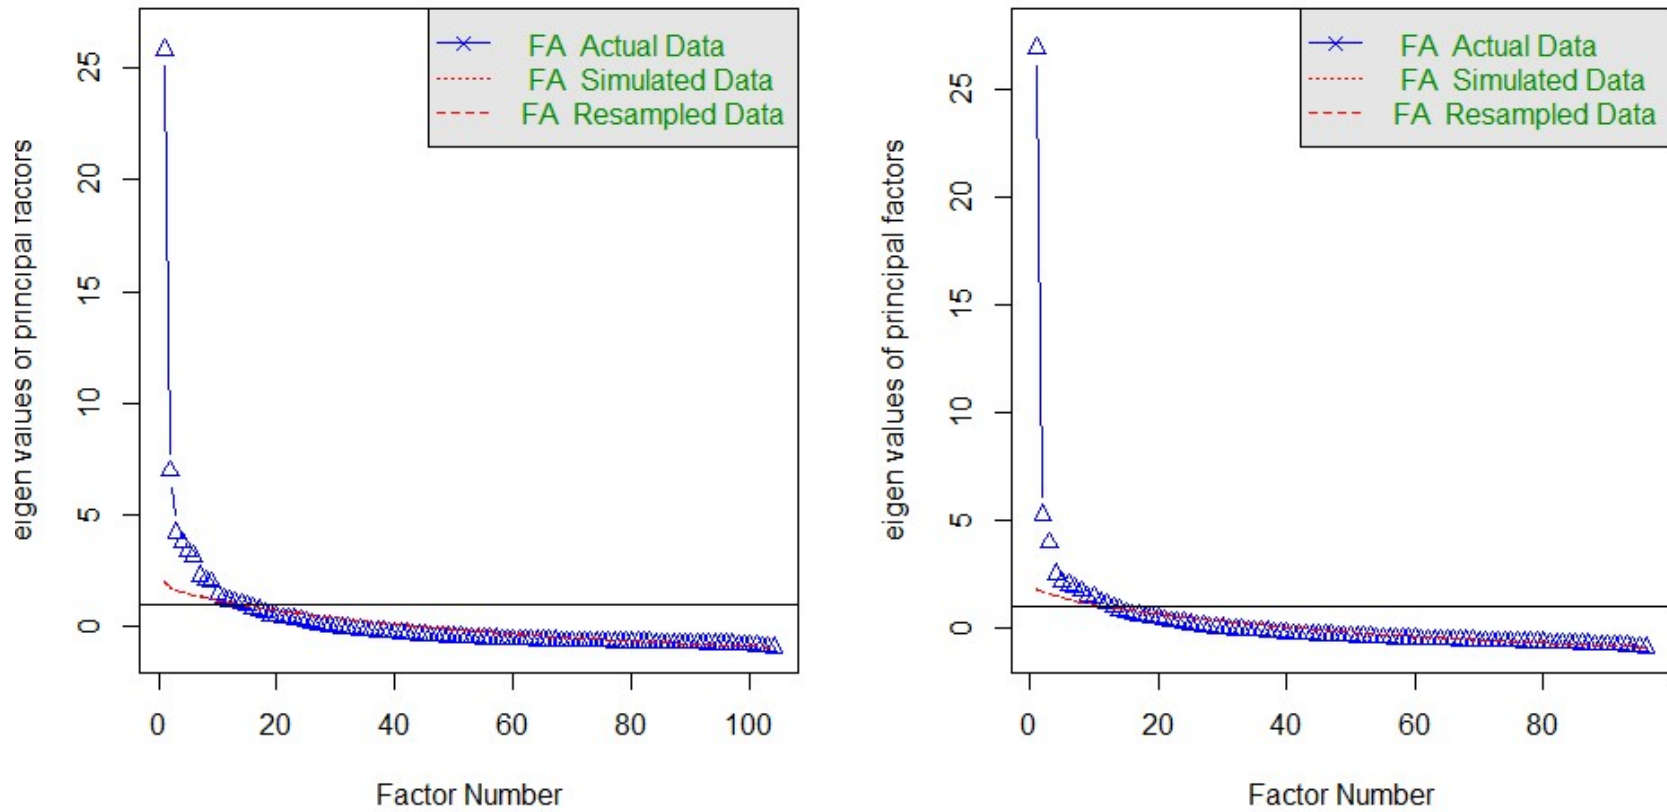 FA Actual Data
FA Simulated Data
FA Resampled Data
eigen values of principal factors
25
20
15
10
5
0
0 20 40 60 80 100
Factor Number
FA Actual Data
FA Simulated Data
FA Resampled Data
eigen values of principal factors
25
20
15
10
5
0
0 20 40 60 80
Factor Number